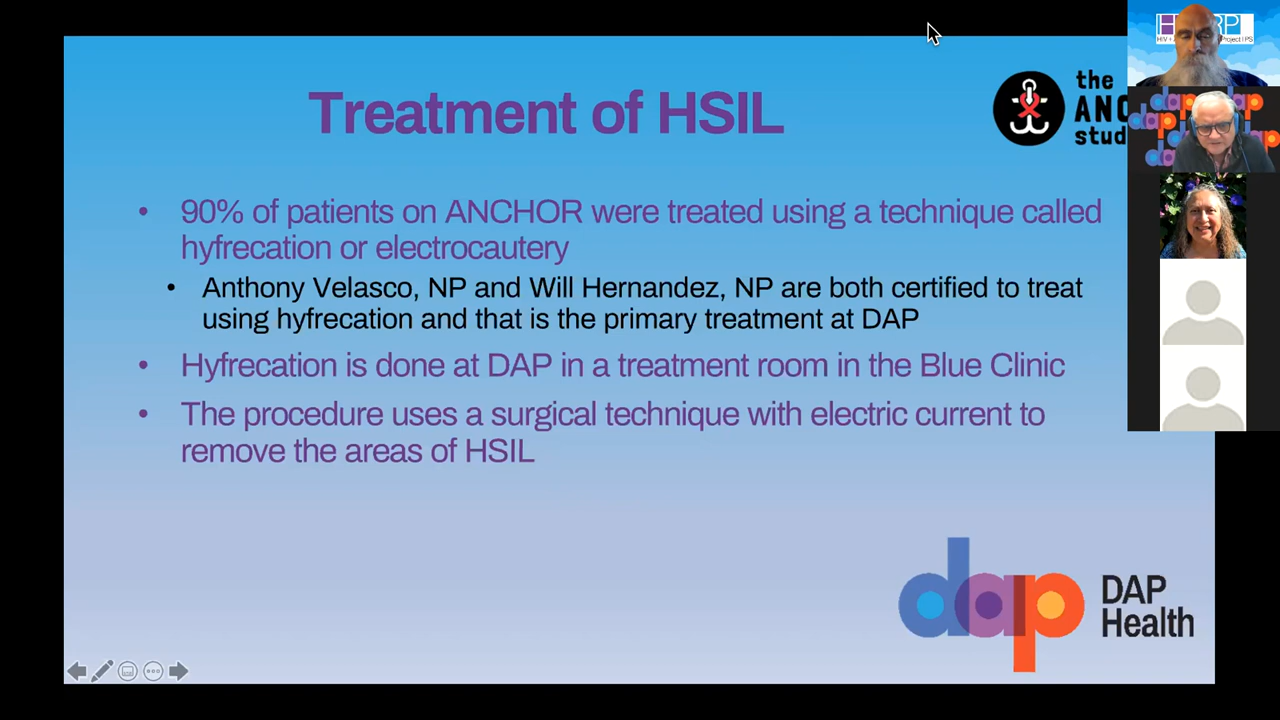 Treatment of HSIL
the
stud
90% of patients on ANCHOR were treated using a technique called
hyfrecation or electrocautery
Anthony Velasco, NP and Will Hernandez, NP are both certified to treat
using hyfrecation and that is the primary treatment at DAP
Hyfrecation is done at DAP in a treatment room in the Blue Clinic
The procedure uses a surgical technique with electric current to
remove the areas of HSIL
dap
DAP
Health
dap